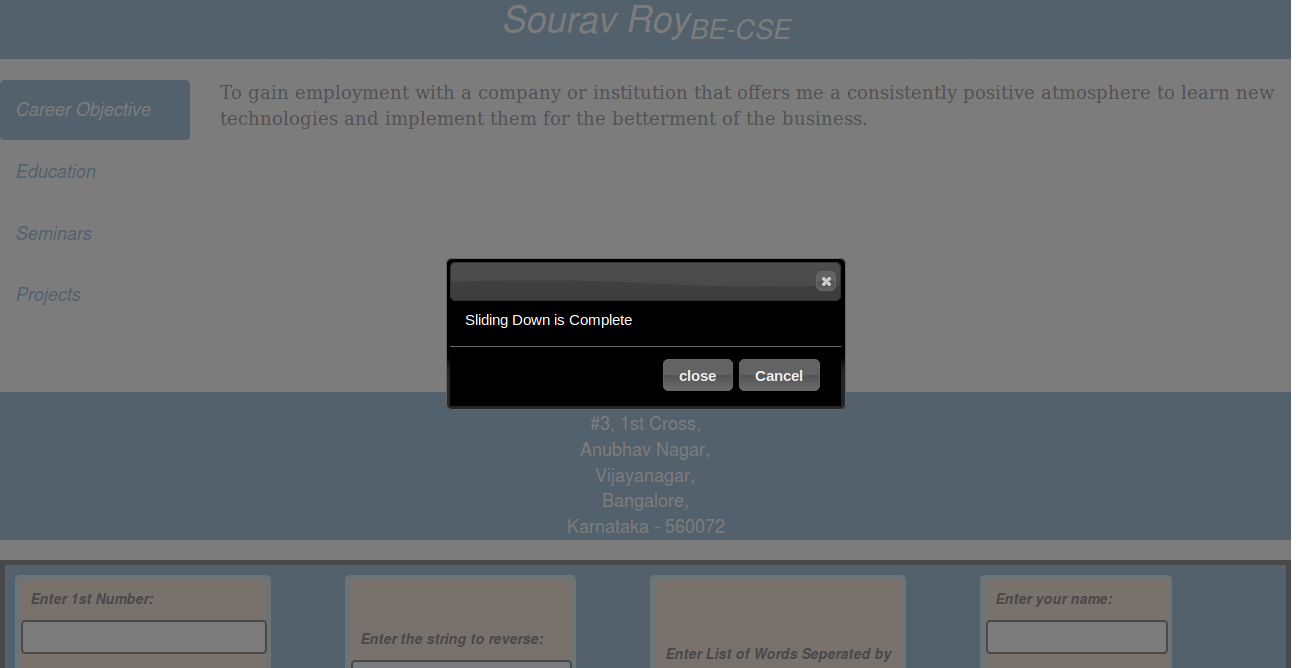 Sourav Roy BE-CSE
Career Objective
To gain employment with a company or institution that offers me a consistently positive atmosphere to learn new
technologies and implement them for the betterment of the business.
Education
Seminars
Projects
Sliding Down is Complete
close Cancel
#3, 1st Cross,
Anubhav Nagar,
Vijayanagar,
Bangalore,
Karnataka - 560072
Enter 1st Number:
Enter the string to reverse:
Enter List of Words Seperated by
Enter your name: